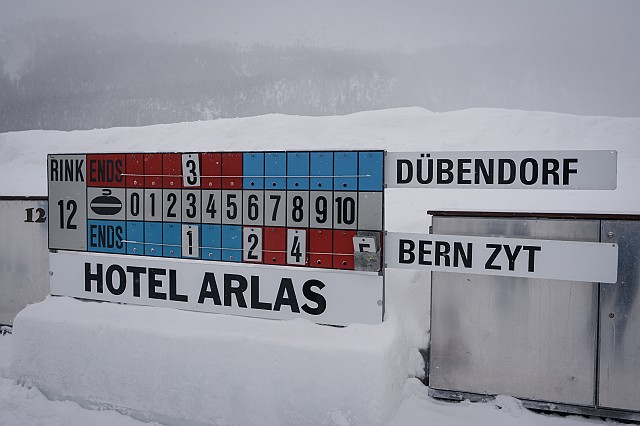 RINK ENDS 3 DÜBENDORF
12 12 0 1 2 3 4 5 6 7 8 9 10
ENDS 1 2 4 BERN ZYT
HOTEL ARLAS